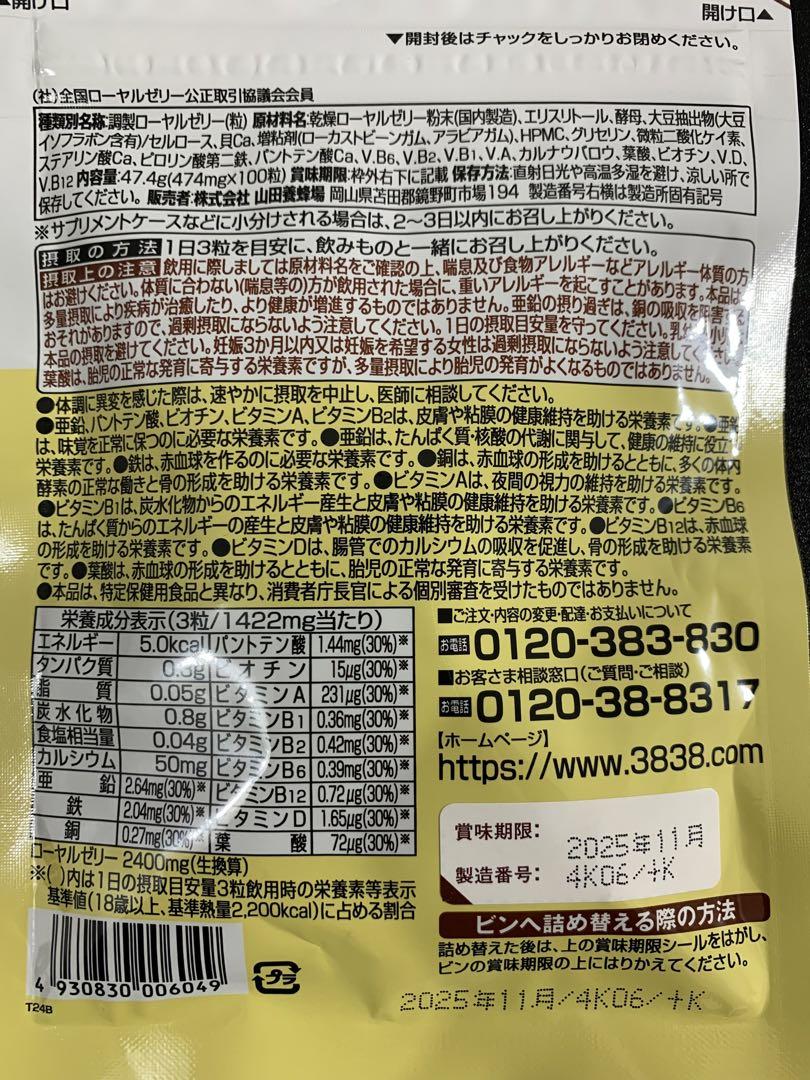 ▲開け口
開け口▲
▼開封後はチャックをしっかりお閉めください。
(社)全国ローヤルゼリー公正取引協議会会員
種類別名称:調製ローヤルゼリー(粒) 原材料名:乾燥ローヤルゼリー粉末(国内製造)、エリスリトール、酵母、大豆抽出物(大豆
イソフラボン含有)/セルロース、貝Ca、増粘剤(ローカストビーンガム、アラビアガム)、HPMC、グリセリン、微粒二酸化ケイ素、
ステアリン酸Ca、ピロリン酸第二鉄、パントテン酸Ca、V.B6、V.B2、V.B1、V.A、カルナウバロウ、葉酸、ビオチン、V.D、
V.B12 内容量:47.4g(474mg×100粒) 賞味期限:枠外右下に記載 保存方法:直射日光や高温多湿を避け、涼しい所で
保存してください。 販売者:株式会社 山田養蜂場 岡山県苫田郡鏡野町市場194 製造番号右横は製造所固有記号
※サプリメントケースなどに小分けされる場合は、2〜3日以内にお召し上がりください。
摂取の方法 1日3粒を目安に、飲みものと一緒にお召し上がりください。
摂取上の注意 飲用に際しましては原材料名をご確認の上、喘息及び食物アレルギーなどアレルギー体質の方
はお避けください。体質に合わない(喘息等の)方が飲用された場合に、重いアレルギーを起こすことがあります。本品は、
多量摂取により疾病が治癒したり、より健康が増進するものではありません。亜鉛の摂り過ぎは、銅の吸収を阻害する
おそれがありますので、過剰摂取にならないよう注意してください。1日の摂取目安量を守ってください。乳幼児・小児は
本品の摂取を避けてください。妊娠3か月以内又は妊娠を希望する女性は過剰摂取にならないよう注意してください。
葉酸は、胎児の正常な発育に寄与する栄養素ですが、多量摂取により胎児の発育がよくなるものではありません。
●体調に異変を感じた際は、速やかに摂取を中止し、医師に相談してください。
●亜鉛、パントテン酸、ビオチン、ビタミンA、ビタミンB2は、皮膚や粘膜の健康維持を助ける栄養素です。●亜鉛
は、味覚を正常に保つのに必要な栄養素です。●亜鉛は、たんぱく質・核酸の代謝に関与して、健康の維持に役立つ
栄養素です。●鉄は、赤血球を作るのに必要な栄養素です。●銅は、赤血球の形成を助けるとともに、多くの体内
酵素の正常な働きと骨の形成を助ける栄養素です。●ビタミンAは、夜間の視力の維持を助ける栄養素です。
●ビタミンB1は、炭水化物からのエネルギー産生と皮膚や粘膜の健康維持を助ける栄養素です。●ビタミンB6
は、たんぱく質からのエネルギーの産生と皮膚や粘膜の健康維持を助ける栄養素です。●ビタミンB12は、赤血球
の形成を助ける栄養素です。●ビタミンDは、腸管でのカルシウムの吸収を促進し、骨の形成を助ける栄養素
です。●葉酸は、赤血球の形成を助けるとともに、胎児の正常な発育に寄与する栄養素です。
●本品は、特定保健用食品と異なり、消費者庁長官による個別審査を受けたものではありません。
栄養成分表示(3粒/1422mg当たり)
エネルギー 5.0kcal パントテン酸 1.44mg(30%)※
タンパク質 0.3g ビオチン 15μg(30%)※
脂質 0.05g ビタミンA 231μg(30%)※
炭水化物 0.8g ビタミンB1 0.36mg(30%)※
食塩相当量 0.04g ビタミンB2 0.42mg(30%)※
カルシウム 50mg ビタミンB6 0.39mg(30%)※
亜鉛 2.64mg(30%)※ ビタミンB12 0.72μg(30%)※
鉄 2.04mg(30%)※ ビタミンD 1.65μg(30%)※
銅 0.27mg(30%)※ 葉酸 72μg(30%)※
ローヤルゼリー 2400mg(生換算)
※( )内は1日の摂取目安量3粒飲用時の栄養素等表示
基準値(18歳以上、基準熱量2,200kcal)に占める割合
■ご注文・内容の変更・配達・お支払いについて
お電話 0120-383-830
■お客さま相談窓口(ご質問・ご相談)
お電話 0120-38-8317
【ホームページ】
https://www.3838.com
賞味期限: 2025年11月
製造番号: 4K06/+K
ビンへ詰め替える際の方法
詰め替えた後は、上の賞味期限シールをはがし、
ビンの賞味期限の上にはりかえてください。
2025年11月/4K06/+K
4 930830 006049
プラ
T24B